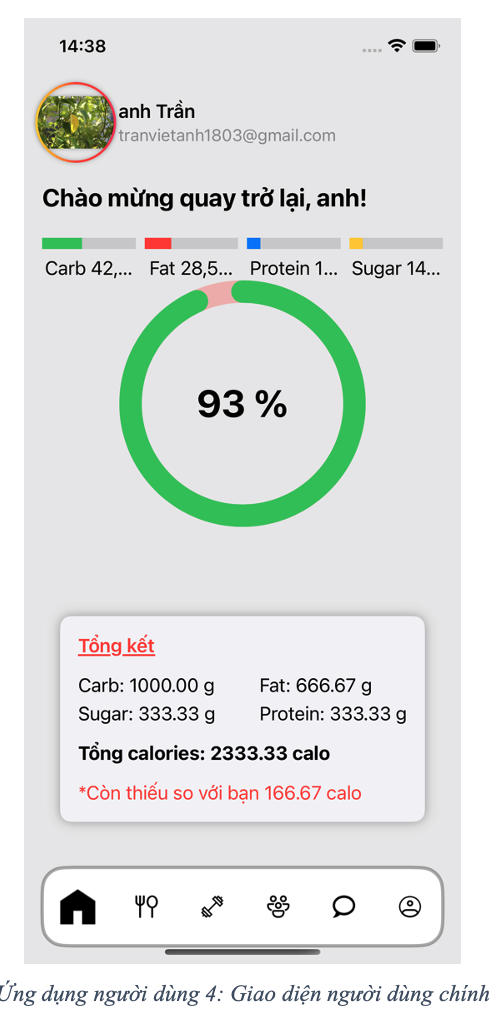 14:38
anh Trần
tranvietanh1803@gmail.com
Chào mừng quay trở lại, anh!
Carb 42,... Fat 28,5... Protein 1... Sugar 14...
93 %
Tổng kết
Carb: 1000.00 g Fat: 666.67 g
Sugar: 333.33 g Protein: 333.33 g
Tổng calories: 2333.33 calo
*Còn thiếu so với bạn 166.67 calo
Ứng dụng người dùng 4: Giao diện người dùng chính